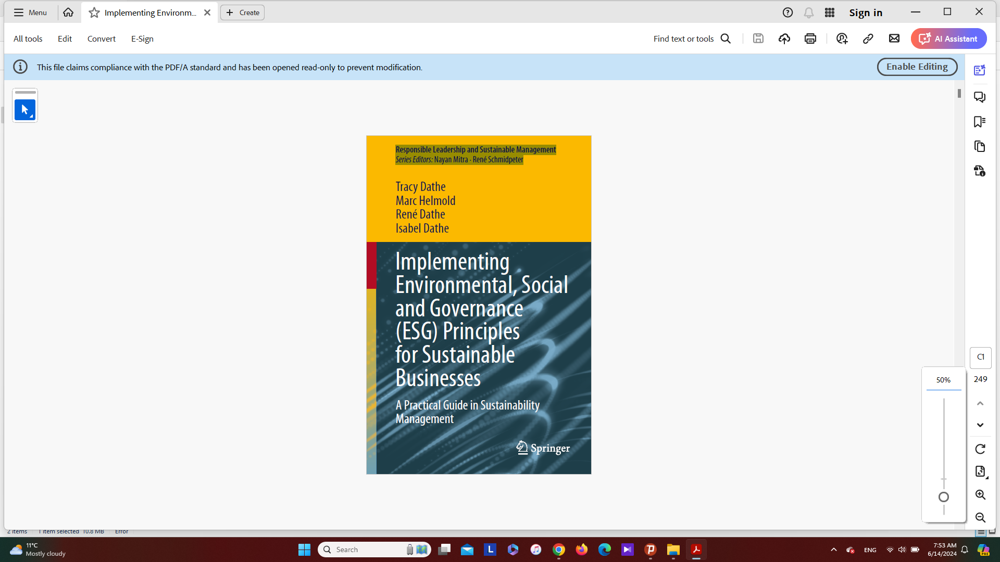 Menu
Implementing Environm...
Create
Sign in
All tools
Edit
Convert
E-Sign
Find text or tools
AI Assistant
This file claims compliance with the PDF/A standard and has been opened read-only to prevent modification.
Enable Editing
Responsible Leadership and Sustainable Management
Series Editors: Nayan Mitra · René Schmidpeter
Tracy Dathe
Marc Helmold
René Dathe
Isabel Dathe
Implementing
Environmental, Social
and Governance
(ESG) Principles
for Sustainable
Businesses
A Practical Guide in Sustainability
Management
Springer
C1
249
50%
2 items
1 item selected 10.8 MB
Error
11°C
Mostly cloudy
Search
L
PRE
ENG
7:53 AM
6/14/2024